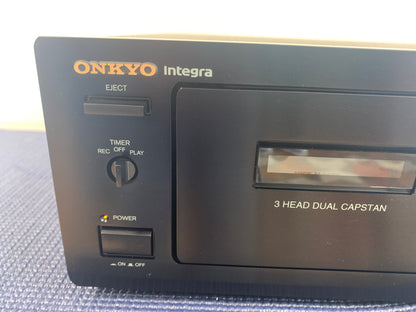 ONKYO Integra
EJECT
TIMER
OFF
REC PLAY
3 HEAD DUAL CAPSTAN
POWER
ON OFF